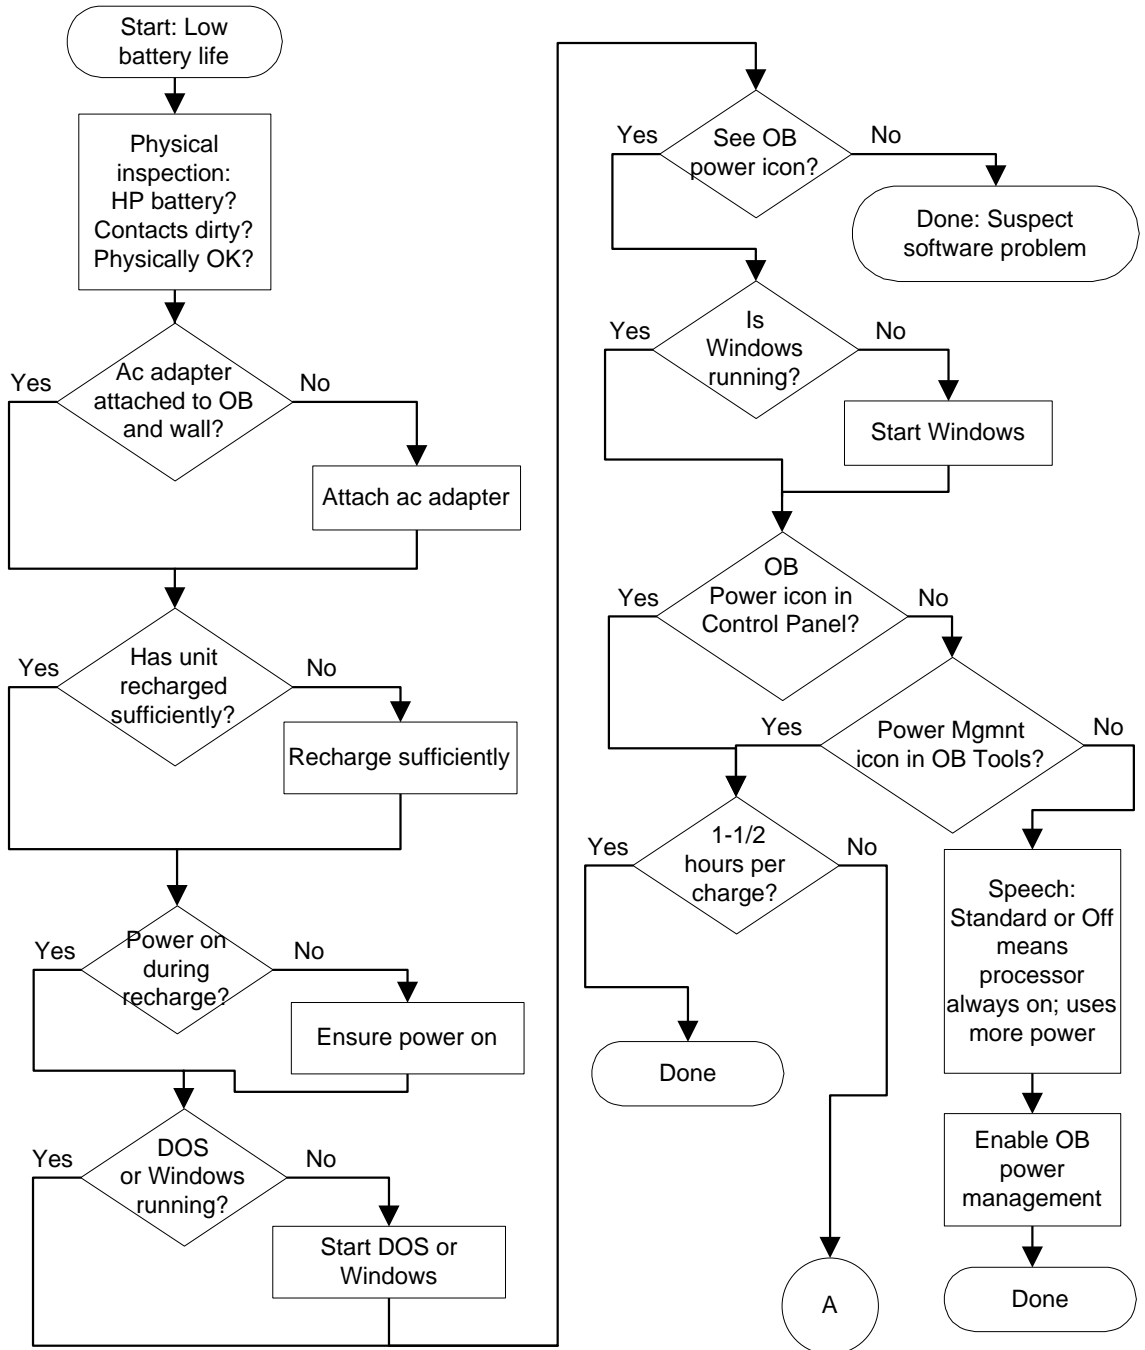 Start: Low
battery life
Physical
inspection:
HP battery?
Contacts dirty?
Physically OK?
Yes
Ac adapter
attached to OB
and wall?
No
Attach ac adapter
Yes
Has unit
recharged
sufficiently?
No
Recharge sufficiently
Yes
Power on
during
recharge?
No
Ensure power on
Yes
DOS
or Windows
running?
No
Start DOS or
Windows
Yes
See OB
power icon?
No
Done: Suspect
software problem
Yes
Is
Windows
running?
No
Start Windows
Yes
OB
Power icon in
Control Panel?
No
Yes
Power Mgmnt
icon in OB Tools?
No
Yes
1-1/2
hours per
charge?
No
Done
A
Speech:
Standard or Off
means
processor
always on; uses
more power
Enable OB
power
management
Done